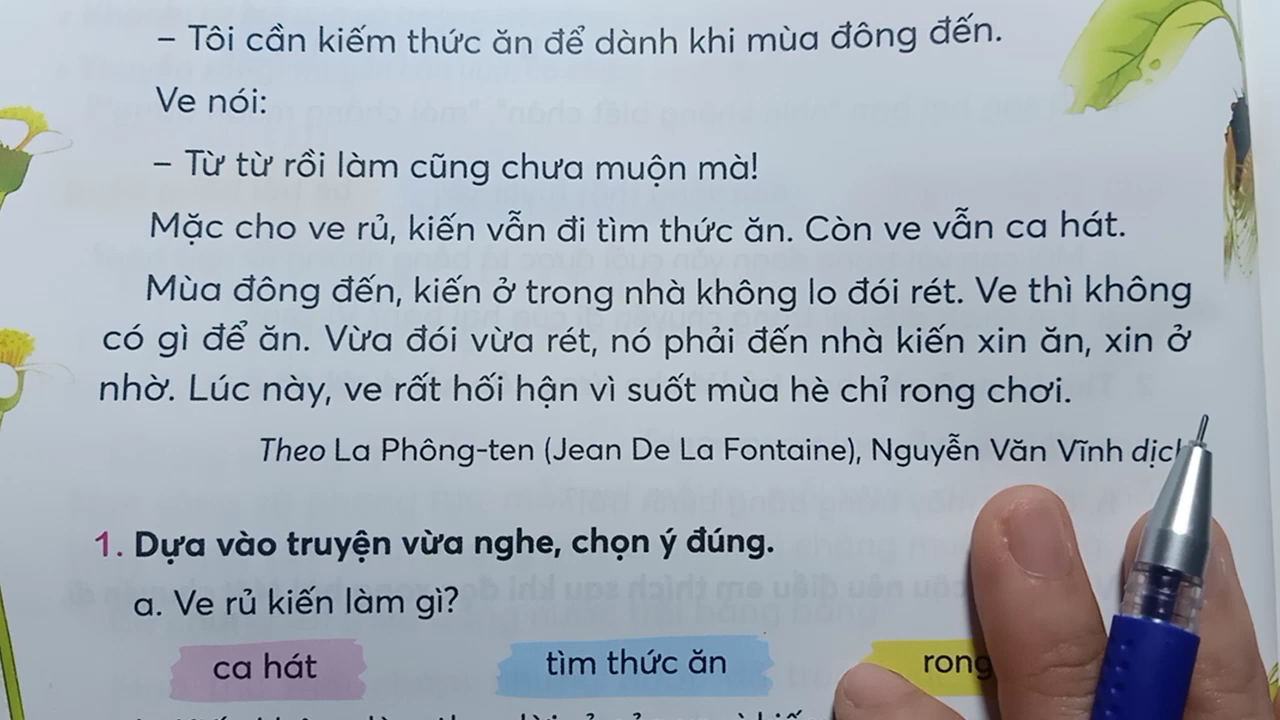 – Tôi cần kiếm thức ăn để dành khi mùa đông đến.
Ve nói:
– Từ từ rồi làm cũng chưa muộn mà!
Mặc cho ve rủ, kiến vẫn đi tìm thức ăn. Còn ve vẫn ca hát.
Mùa đông đến, kiến ở trong nhà không lo đói rét. Ve thì không
có gì để ăn. Vừa đói vừa rét, nó phải đến nhà kiến xin ăn, xin ở
nhờ. Lúc này, ve rất hối hận vì suốt mùa hè chỉ rong chơi.
Theo La Phông-ten (Jean De La Fontaine), Nguyễn Văn Vĩnh dịch
1. Dựa vào truyện vừa nghe, chọn ý đúng.
a. Ve rủ kiến làm gì?
ca hát tìm thức ăn rong